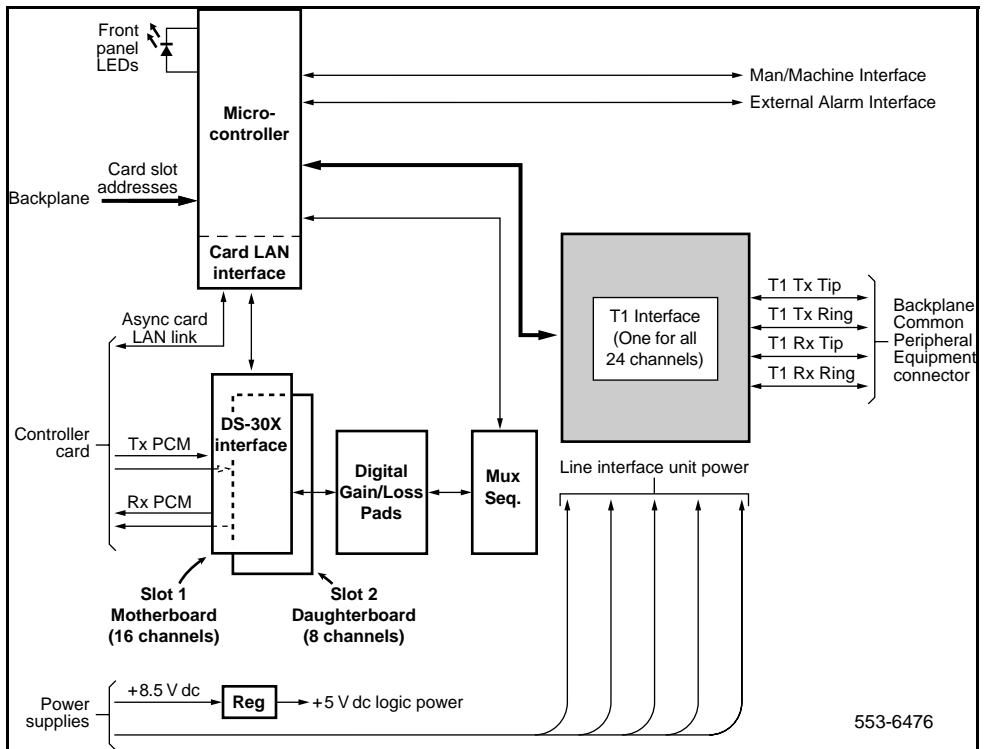 Front
panel
LEDs
Micro-
controller
Man/Machine Interface
External Alarm Interface
Card slot
addresses
Backplane
Card LAN
interface
Async card
LAN link
T1 Interface
(One for all
24 channels)
T1 Tx Tip
T1 Tx Ring
T1 Rx Tip
T1 Rx Ring
Backplane
Common
Peripheral
Equipment
connector
Controller
card
Tx PCM
Rx PCM
DS-30X
interface
Digital
Gain/Loss
Pads
Mux
Seq.
Line interface unit power
Slot 1
Motherboard
(16 channels)
Slot 2
Daughterboard
(8 channels)
Power
supplies
+8.5 V dc
Reg
+5 V dc logic power
553-6476